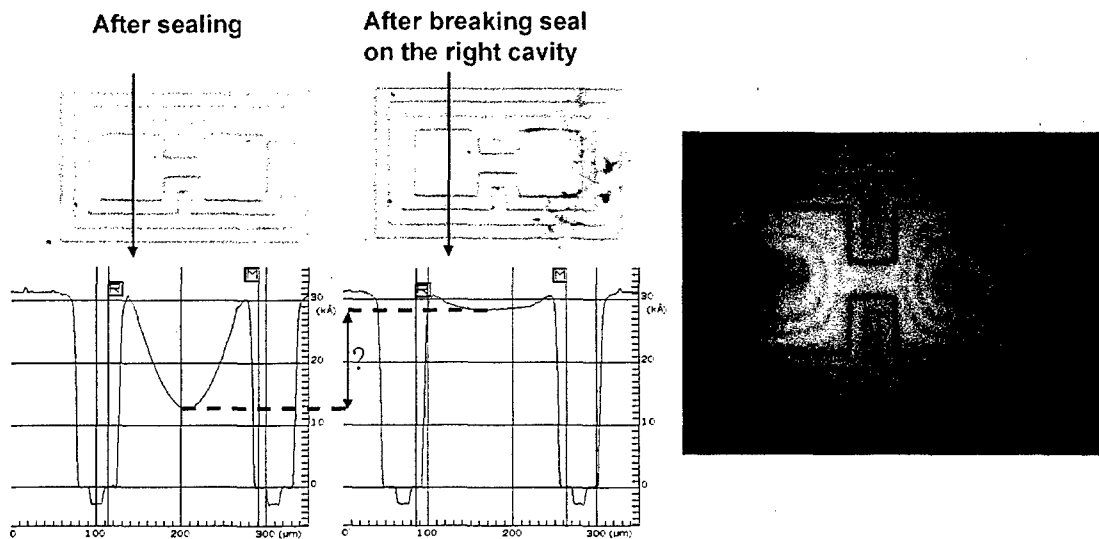 After sealing
After breaking seal
on the right cavity
R
M
30
(kÅ)
20
10
0
0
100
200
300 (µm)
R
M
30
(kÅ)
?
20
10
0
0
100
200
300 (µm)